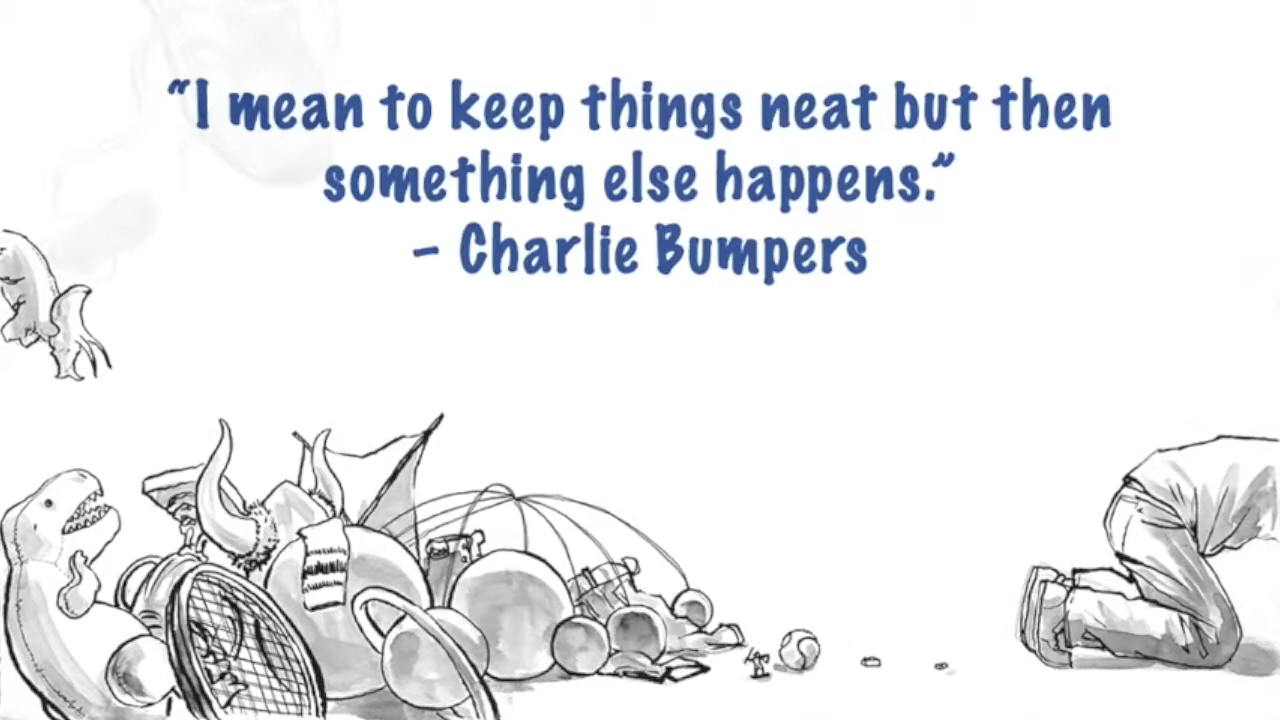 “I mean to keep things neat but then
something else happens.”
– Charlie Bumpers